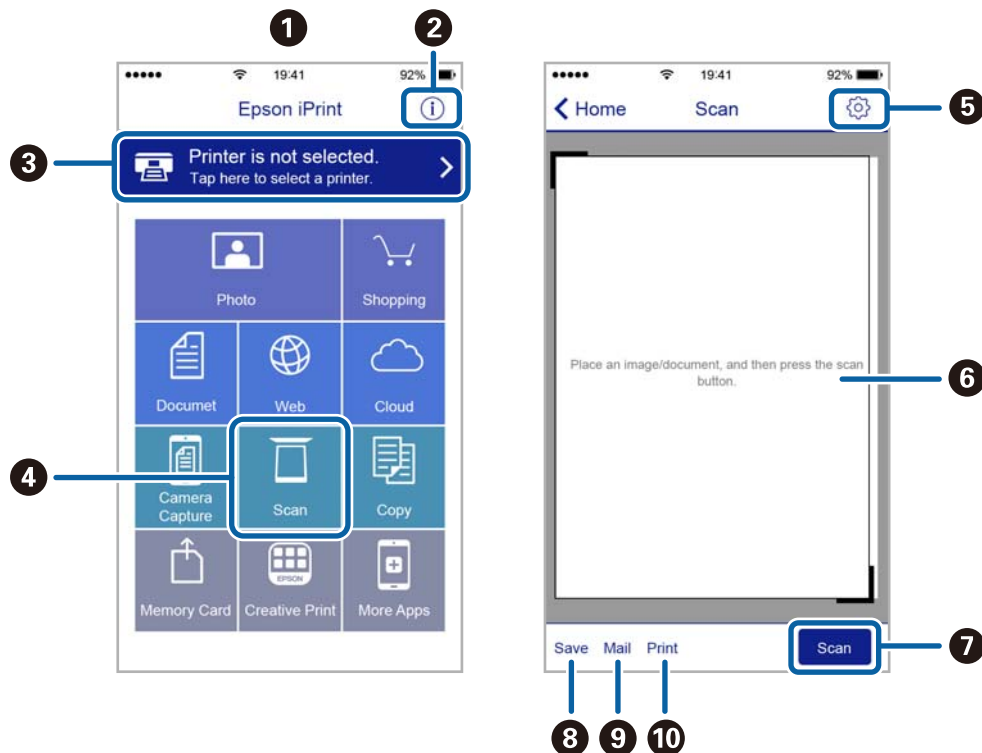 1
2
19:41
92%
Epson iPrint
i
3
Printer is not selected.
Tap here to select a printer.
Photo
Shopping
Documet
Web
Cloud
4
Camera
Capture
Scan
Copy
EPSON
Memory Card
Creative Print
More Apps
19:41
92%
Home
Scan
5
Place an image/document, and then press the scan
button.
6
Save
Mail
Print
Scan
7
8
9
10